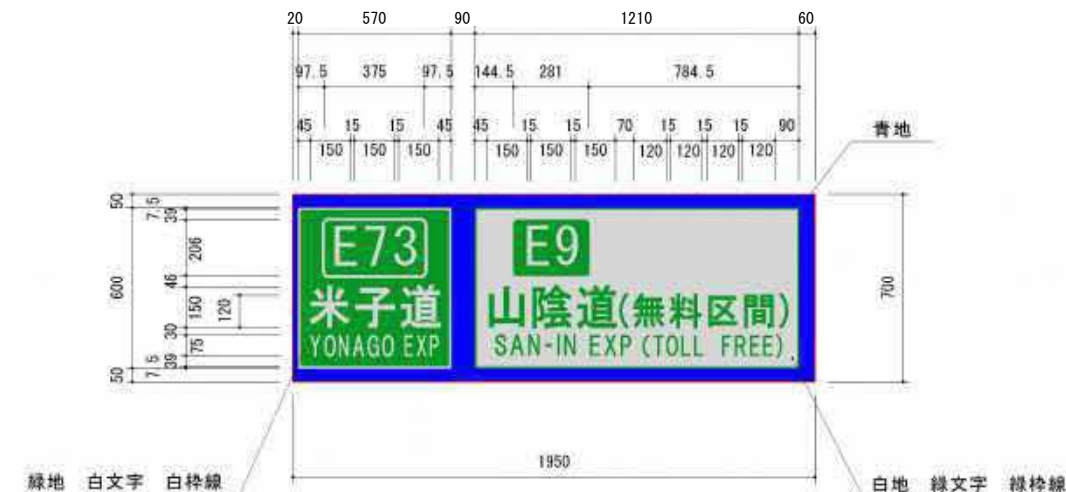 20 570 90 1210 60
97.5 375 97.5 144.5 281 784.5
45 15 15 45 45 15 15 70 15 15 15 90
150 150 150 150 150 150 120 120 120 120
青地
50 7.5 39
206
600 46 150 120
30 75
50 7.5 39
700
E73
米子道
YONAGO EXP
E9
山陰道(無料区間)
SAN-IN EXP (TOLL FREE)
1950
緑地 白文字 白枠線
白地 緑文字 緑枠線